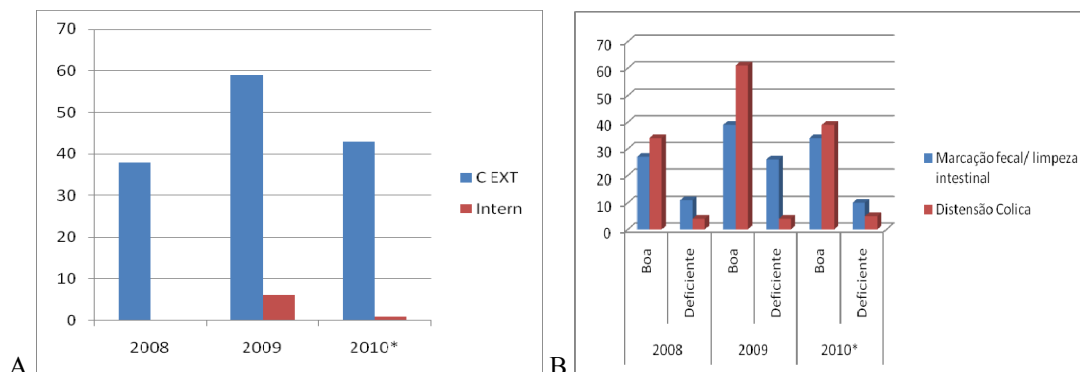 70
60
50
40
30
20
10
0
2008 2009 2010*
C EXT
Intern
A
70
60
50
40
30
20
10
0
Boa Deficiente Boa Deficiente Boa Deficiente
2008 2009 2010*
Marcação fecal/ limpeza
intestinal
Distensão Colica
B